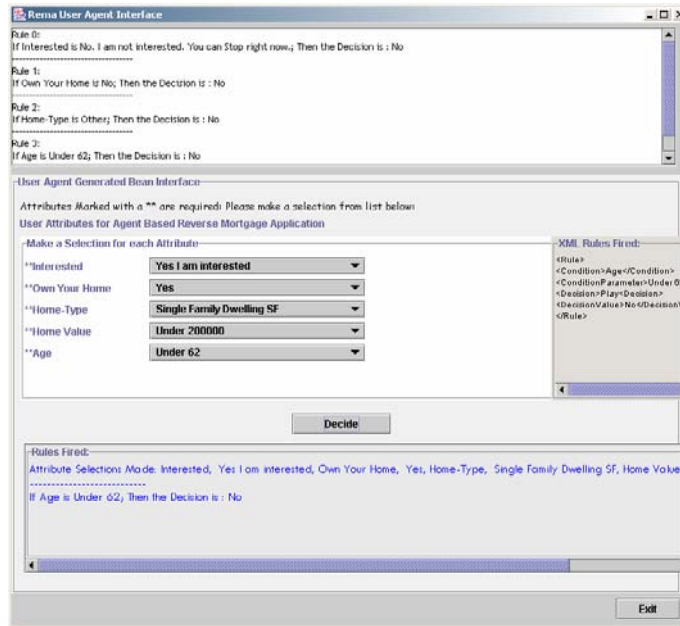 Rema User Agent Interface
Rule 0:
If Interested is No. I am not interested. You can Stop right now.; Then the Decision is : No
--------------------------------
Rule 1:
If Own Your Home is No; Then the Decision is : No
--------------------------------
Rule 2:
If Home-Type is Other; Then the Decision is : No
--------------------------------
Rule 3:
If Age is Under 62; Then the Decision is : No
User Agent Generated Bean Interface
Attributes Marked with a ** are required: Please make a selection from list below:
User Attributes for Agent Based Reverse Mortgage Application
Make a Selection for each Attribute
**Interested Yes I am interested
**Own Your Home Yes
**Home-Type Single Family Dwelling SF
**Home Value Under 200000
**Age Under 62
XML Rules Fired:
<Rule>
<Condition>Age</Condition>
<ConditionParameter>Under 6
<Decision>Play<Decision>
<DecisionValue>No</Decision
</Rule>
Decide
Rules Fired:
Attribute Selections Made: Interested, Yes I am interested, Own Your Home, Yes, Home-Type, Single Family Dwelling SF, Home Value
---------------------------
If Age is Under 62; Then the Decision is : No
Exit